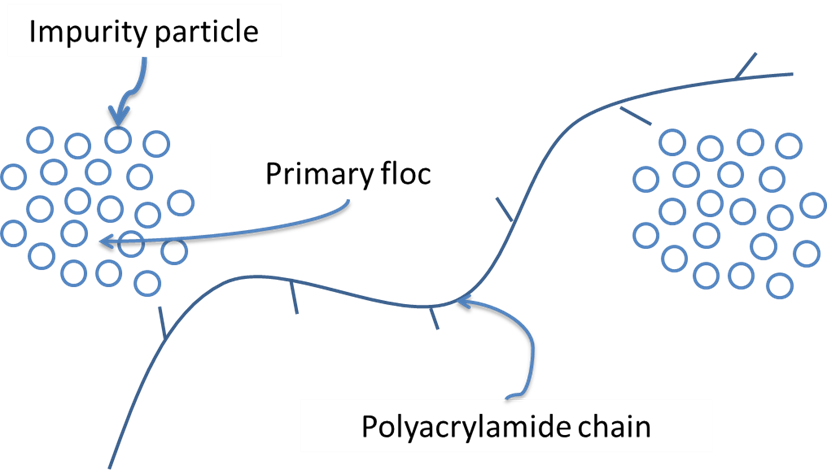 Impurity particle
Primary floc
Polyacrylamide chain